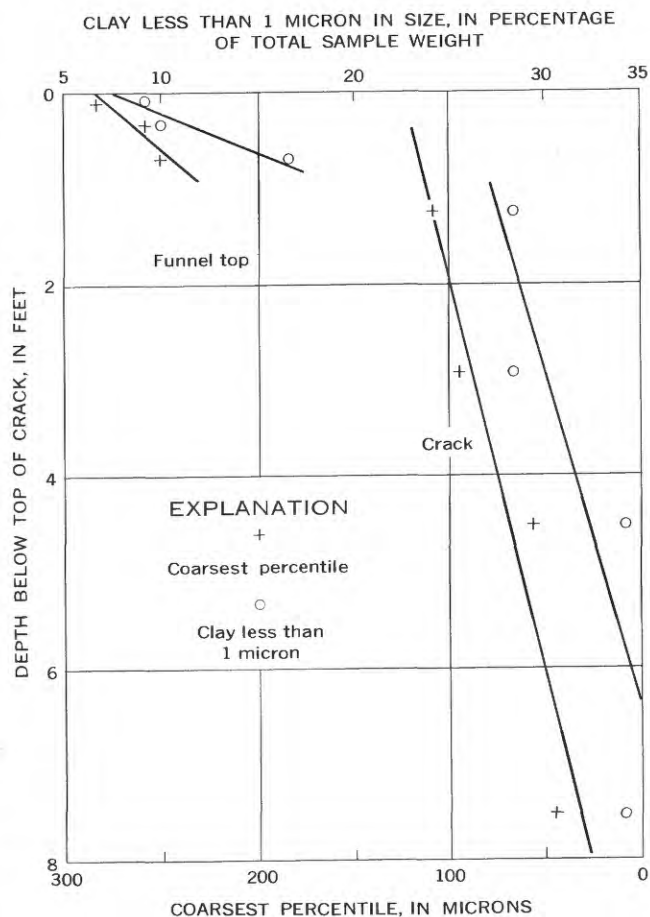 CLAY LESS THAN 1 MICRON IN SIZE, IN PERCENTAGE
OF TOTAL SAMPLE WEIGHT
5 10 20 30 35
0
2
4
6
8
DEPTH BELOW TOP OF CRACK, IN FEET
Funnel top
Crack
EXPLANATION
+
Coarsest percentile
O
Clay less than
1 micron
300 200 100 0
COARSEST PERCENTILE, IN MICRONS